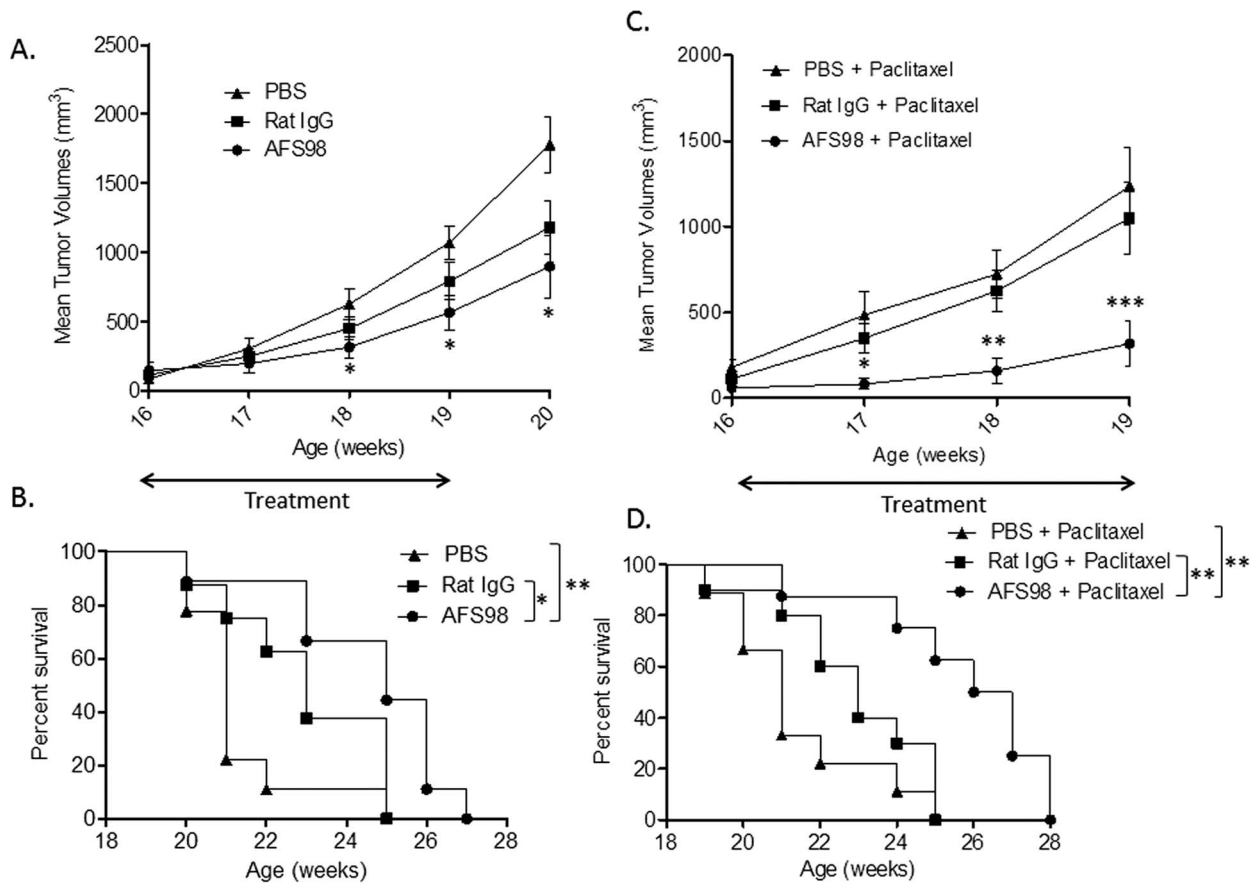 A.
2500
2000
1500
1000
500
0
Mean Tumor Volumes (mm³)
PBS
Rat IgG
AFS98
*
*
*
16
17
18
19
20
Age (weeks)
Treatment
C.
2000
1500
1000
500
0
Mean Tumor Volumes (mm³)
PBS + Paclitaxel
Rat IgG + Paclitaxel
AFS98 + Paclitaxel
*
**
***
16
17
18
19
Age (weeks)
Treatment
B.
100
80
60
40
20
0
Percent survival
PBS
Rat IgG
AFS98
*
**
18
20
22
24
26
28
Age (weeks)
D.
100
80
60
40
20
0
Percent survival
PBS + Paclitaxel
Rat IgG + Paclitaxel
AFS98 + Paclitaxel
**
**
18
20
22
24
26
28
Age (weeks)